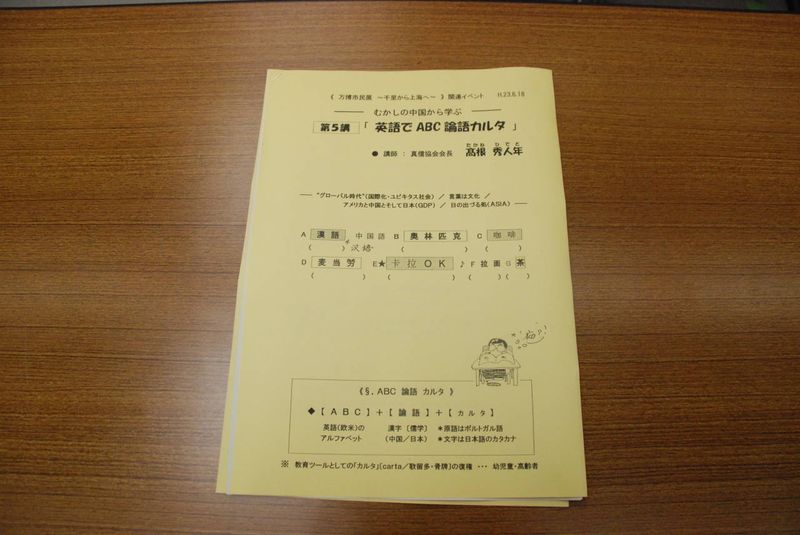 《 万博市民展 ～千里から上海へ～ 》 関連イベント H.23.6.18
むかしの中国から学ぶ
第5講 「 英語で ABC 論語カルタ 」
● 講師 : 真儒協会会長 たかね ひでと 高根 秀人年
“グローバル時代”(国際化・ユビキタス社会) ／ 言葉は文化 ／
アメリカと中国とそして日本(GDP) ／ 日の出づる処(ASIA)
A 漢語 中国語 B 奥林匹克 C 咖啡
( ) 汉语 ( ) ( )
D 麦当劳 E★ 卡拉OK ♪ F 拉面 G 茶
( ) ( ) ( ) ( )
《 §. ABC 論語 カルタ 》
◆ 【 ABC 】 + 【 論語 】 + 【 カルタ 】
英語(欧米)の 漢字 [儒学] ＊原語はポルトガル語
アルファベット (中国／日本) ＊文字は日本語のカタカナ
※ 教育ツールとしての「カルタ」[carta／歌留多・骨牌]の復権 ･･･ 幼児童・高齢者